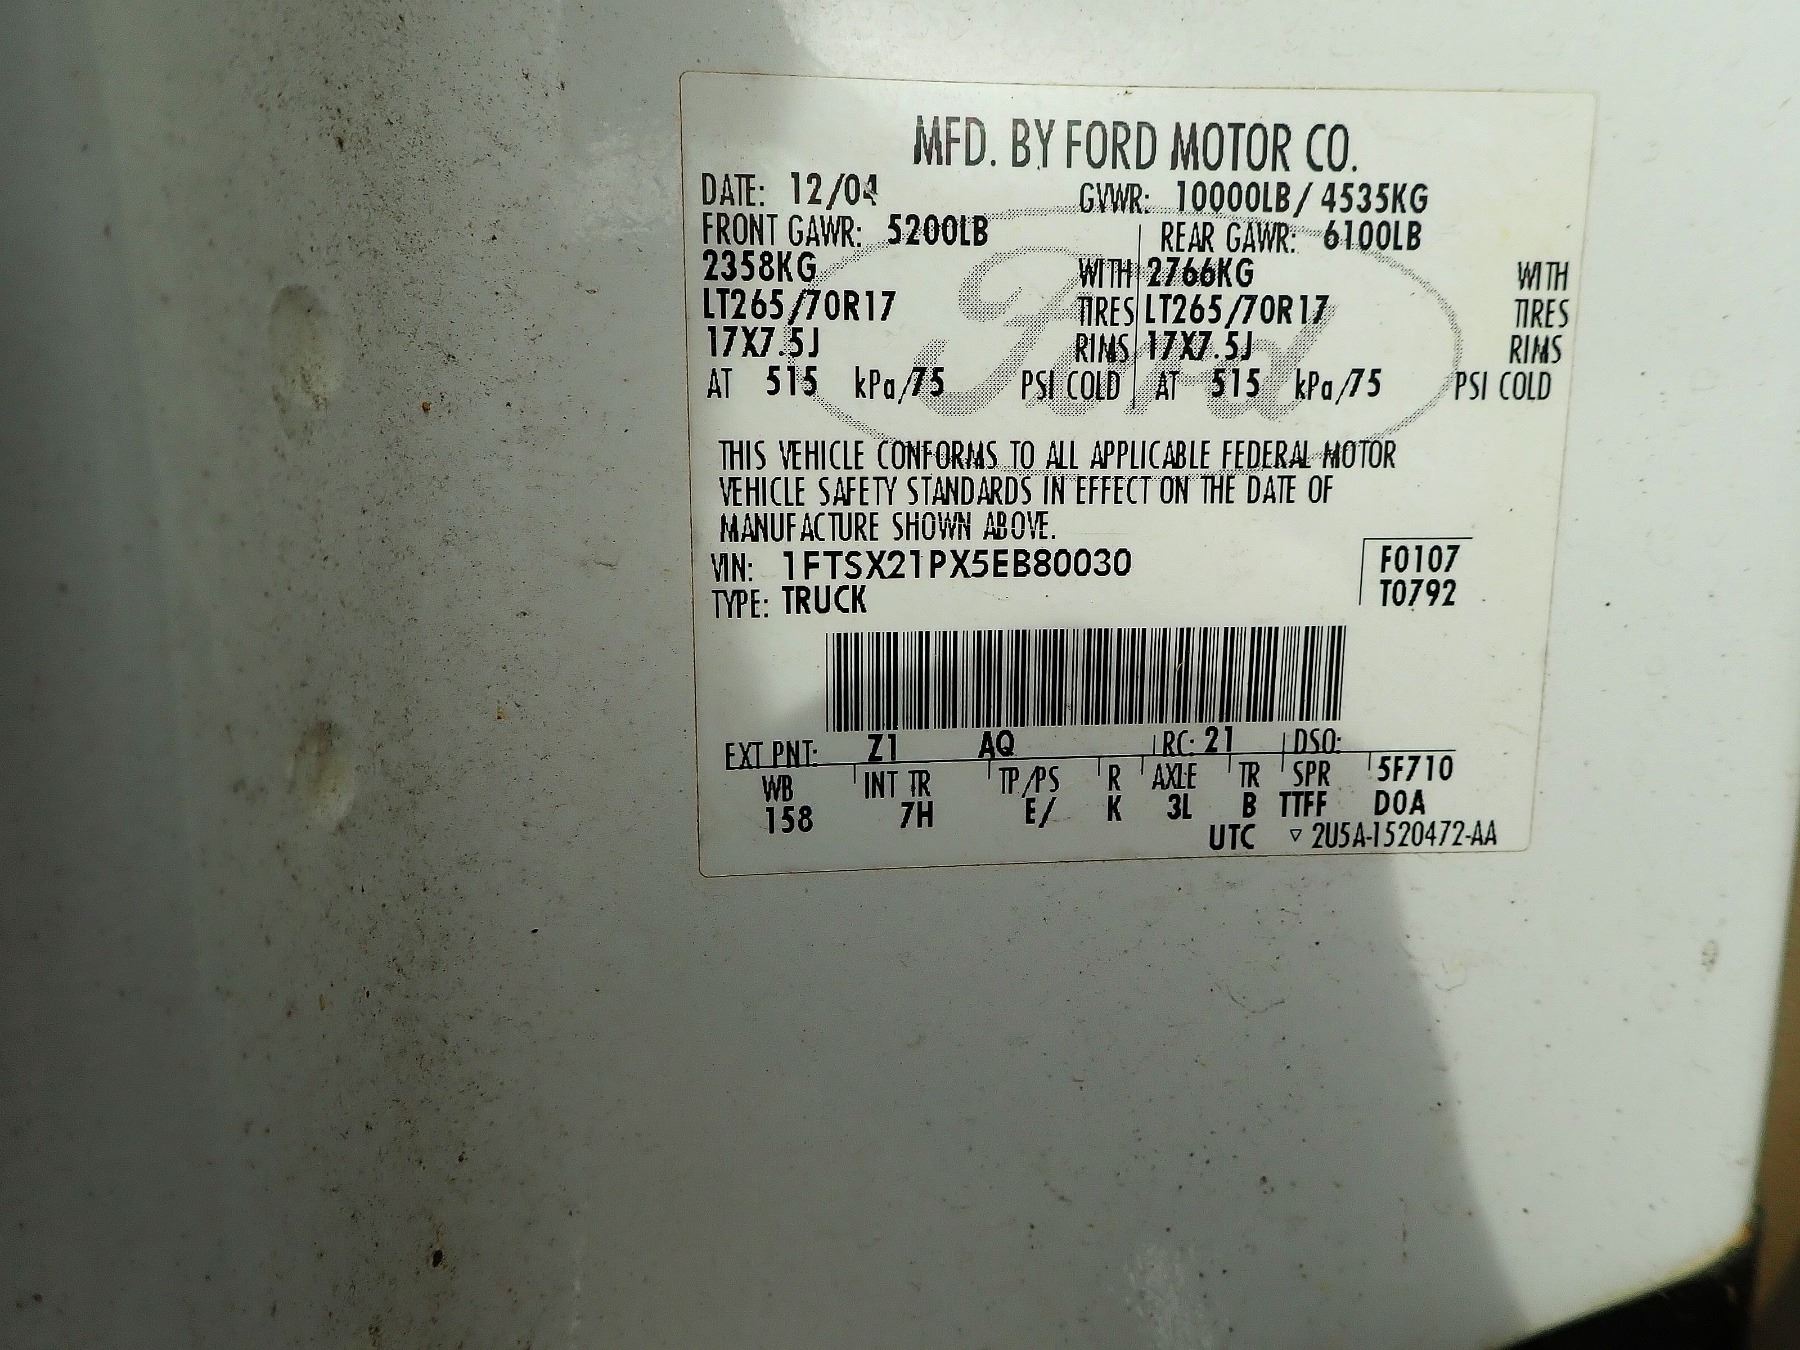 MFD. BY FORD MOTOR CO.
DATE: 12/04 GVWR: 10000LB/ 4535KG
FRONT GAWR: 5200LB REAR GAWR: 6100LB
2358KG WITH 2766KG WITH
LT265/70R17 TIRES LT265/70R17 TIRES
17X7.5J RIMS 17X7.5J RIMS
AT 515 kPa/75 PSI COLD AT 515 kPa/75 PSI COLD
Ford
THIS VEHICLE CONFORMS TO ALL APPLICABLE FEDERAL MOTOR
VEHICLE SAFETY STANDARDS IN EFFECT ON THE DATE OF
MANUFACTURE SHOWN ABOVE.
VIN: 1FTSX21PX5EB80030 F0107
TYPE: TRUCK T0792
EXT PNT: Z1 AQ RC: 21 DSO:
WB INT TR TP/PS R AXLE TR SPR 5F710
158 7H E/ K 3L B TTFF DOA
UTC ▽ 2U5A-1520472-AA